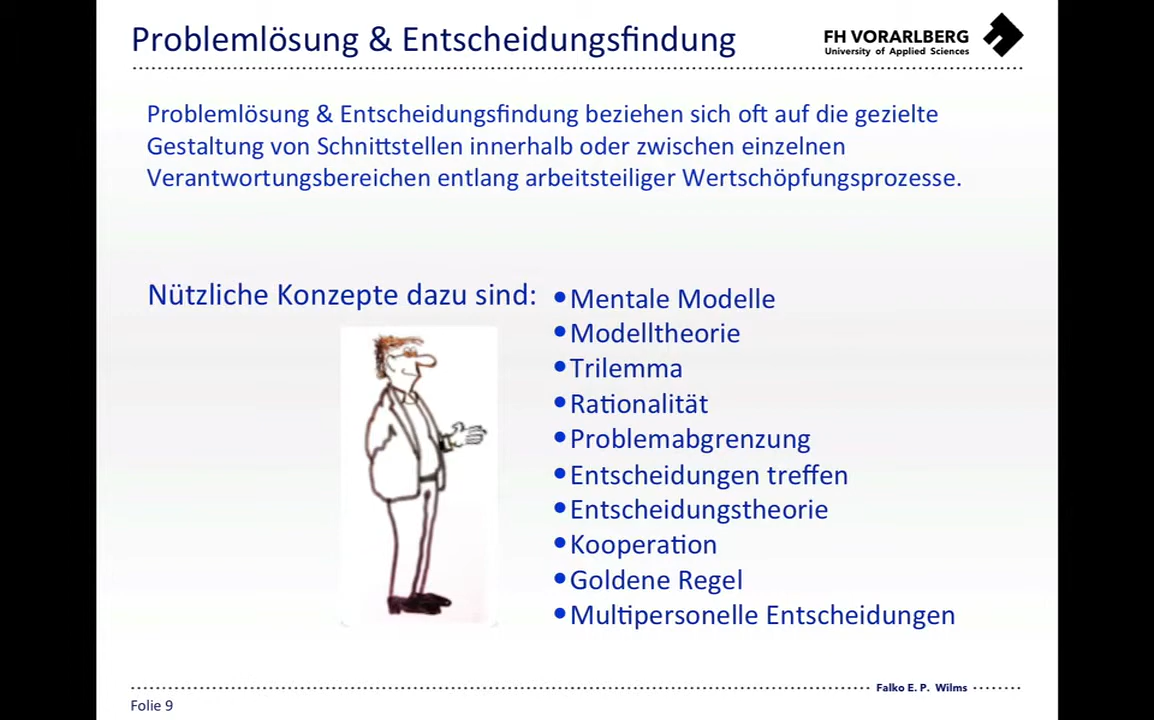 Problemlösung & Entscheidungsfindung
FH VORARLBERG
University of Applied Sciences
Problemlösung & Entscheidungsfindung beziehen sich oft auf die gezielte
Gestaltung von Schnittstellen innerhalb oder zwischen einzelnen
Verantwortungsbereichen entlang arbeitsteiliger Wertschöpfungsprozesse.
Nützliche Konzepte dazu sind:
•Mentale Modelle
•Modelltheorie
•Trilemma
•Rationalität
•Problemabgrenzung
•Entscheidungen treffen
•Entscheidungstheorie
•Kooperation
•Goldene Regel
•Multipersonelle Entscheidungen
Falko E. P. Wilms
Folie 9